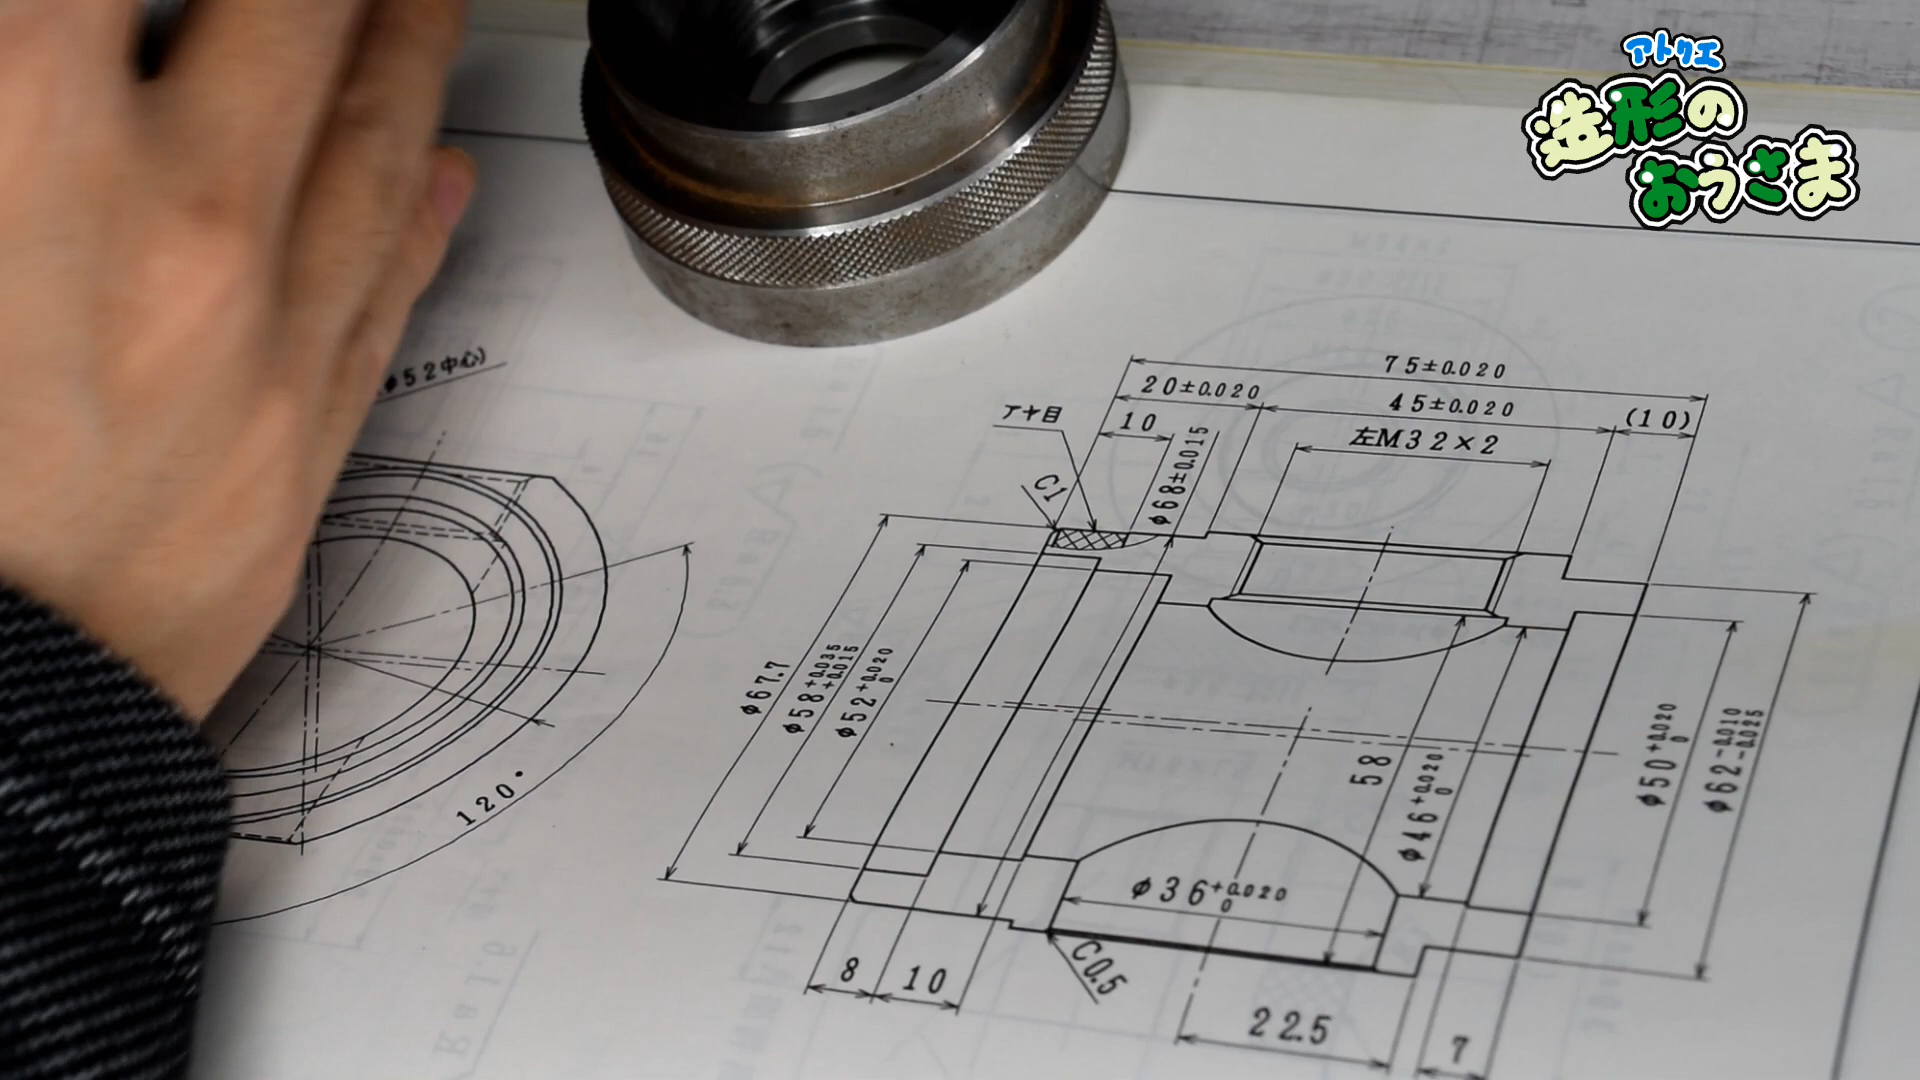 アトリエ
造形の
おうさま
φ52中心)
120°
75±0.020
20±0.020
45±0.020
(10)
アヤ目
10
左M32×2
φ68±0.015
C1
φ67.7
φ58+0.035+0.015
φ52+0.020 0
58
φ46+0.020 0
φ50+0.020 0
φ62-0.010-0.025
φ36+0.020 0
C0.5
8
10
22.5
7